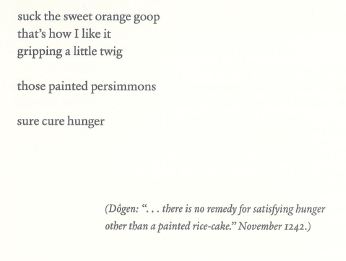 suck the sweet orange goop
that's how I like it
gripping a little twig
those painted persimmons
sure cure hunger
(Dôgen: “. . . there is no remedy for satisfying hunger
other than a painted rice-cake.” November 1242.)